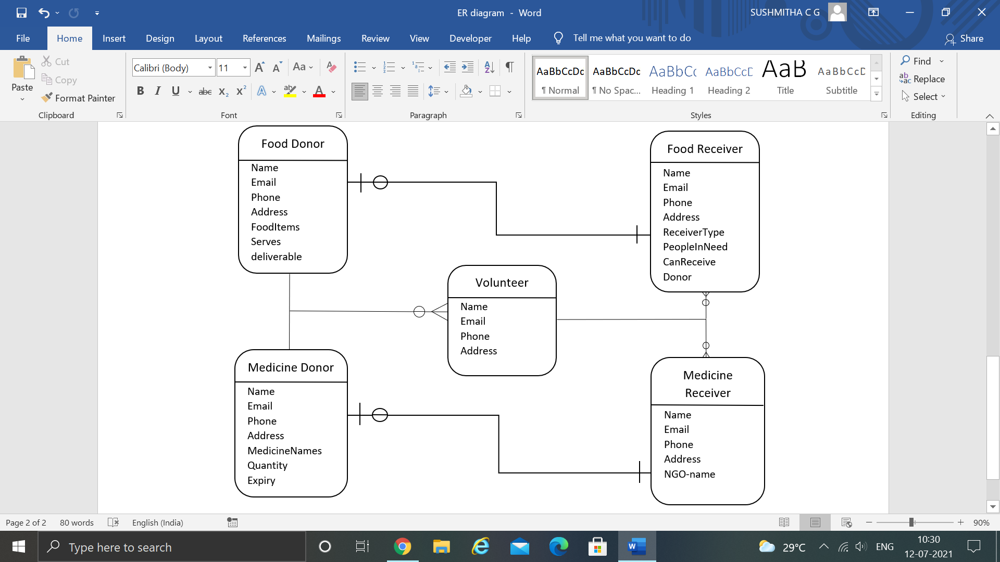 ER diagram - Word
SUSHMITHA C G
File Home Insert Design Layout References Mailings Review View Developer Help Tell me what you want to do Share
Paste
Cut
Copy
Format Painter
Clipboard
Calibri (Body) 11
Font
Paragraph
AaBbCcDc AaBbCcDc AaBbCc AaBbCcD AaB AaBbCcD
¶ Normal ¶ No Spac... Heading 1 Heading 2 Title Subtitle
Styles
Find
Replace
Select
Editing
Food Donor
Name
Email
Phone
Address
FoodItems
Serves
deliverable
Food Receiver
Name
Email
Phone
Address
ReceiverType
PeopleInNeed
CanReceive
Donor
Volunteer
Name
Email
Phone
Address
Medicine Donor
Name
Email
Phone
Address
MedicineNames
Quantity
Expiry
Medicine
Receiver
Name
Email
Phone
Address
NGO-name
Page 2 of 2 80 words English (India) 90%
Type here to search
29°C ENG
10:30
12-07-2021